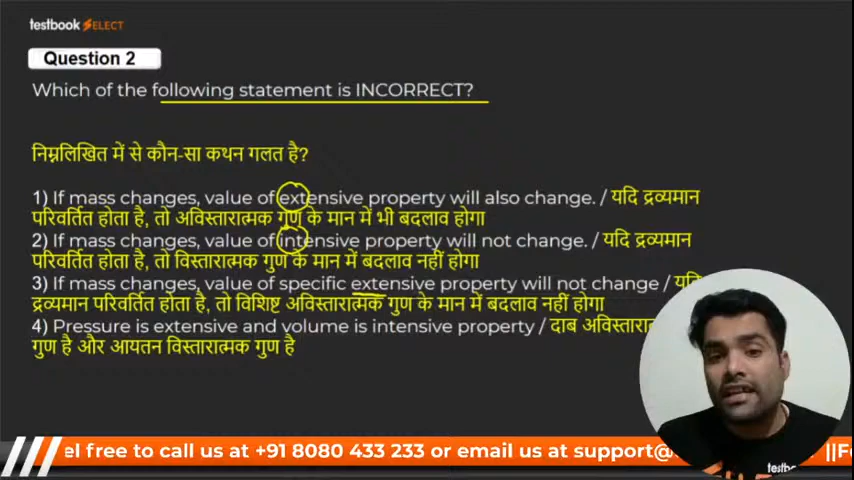 testbook SELECT
Question 2
Which of the following statement is INCORRECT?
निम्नलिखित में से कौन-सा कथन गलत है?
1) If mass changes, value of extensive property will also change. / यदि द्रव्यमान
परिवर्तित होता है, तो अविस्तारात्मक गुण के मान में भी बदलाव होगा
2) If mass changes, value of intensive property will not change. / यदि द्रव्यमान
परिवर्तित होता है, तो विस्तारात्मक गुण के मान में बदलाव नहीं होगा
3) If mass changes, value of specific extensive property will not change / यदि
द्रव्यमान परिवर्तित होता है, तो विशिष्ट अविस्तारात्मक गुण के मान में बदलाव नहीं होगा
4) Pressure is extensive and volume is intensive property / दाब
गुण है और आयतन विस्तारात्मक गुण है
el free to call us at +91 8080 433 233 or email us at support@ ||Fe
testb